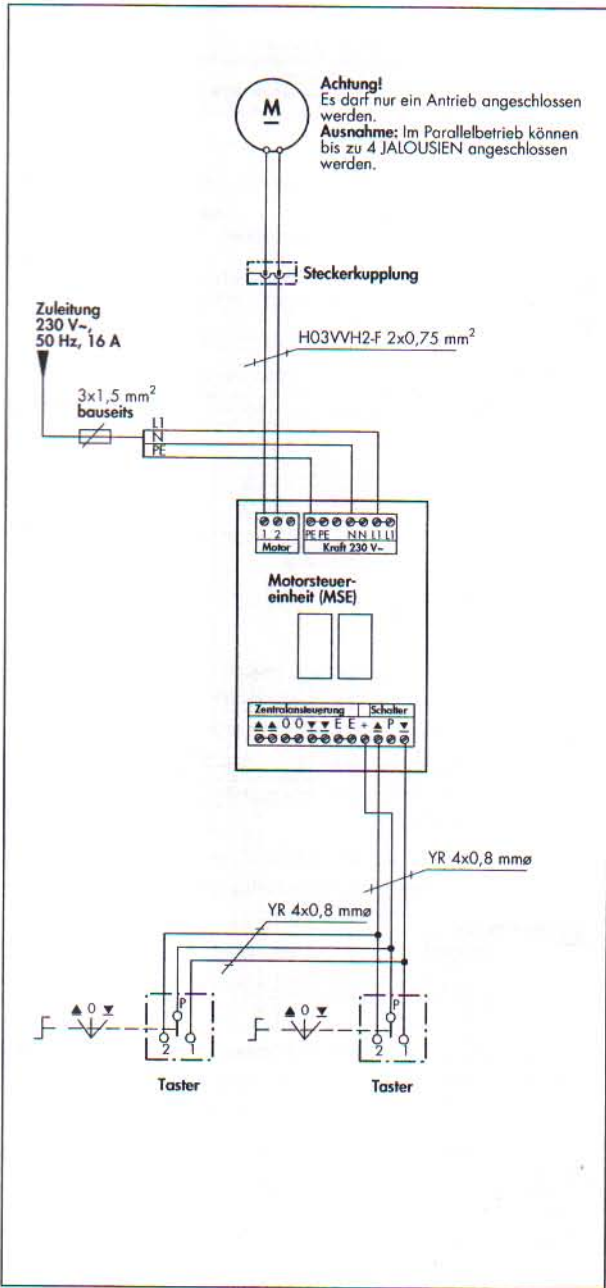 Achtung!
Es darf nur ein Antrieb angeschlossen
werden.
Ausnahme: Im Parallelbetrieb können
bis zu 4 JALOUSIEN angeschlossen
werden.
M
Steckerkupplung
Zuleitung
230 V~,
50 Hz, 16 A
H03VVH2-F 2x0,75 mm²
3x1,5 mm²
bauseits
L1
N
PE
1 2
PE PE N N L1 L1
Motor
Kraft 230 V~
Motorsteuer-
einheit (MSE)
Zentralansteuerung
Schalter
▲ ▲ 0 0 ▼ ▼ E E + ▲ P ▼
YR 4x0,8 mmø
YR 4x0,8 mmø
▲ 0 ▼
P
2 1
Taster
▲ 0 ▼
P
2 1
Taster